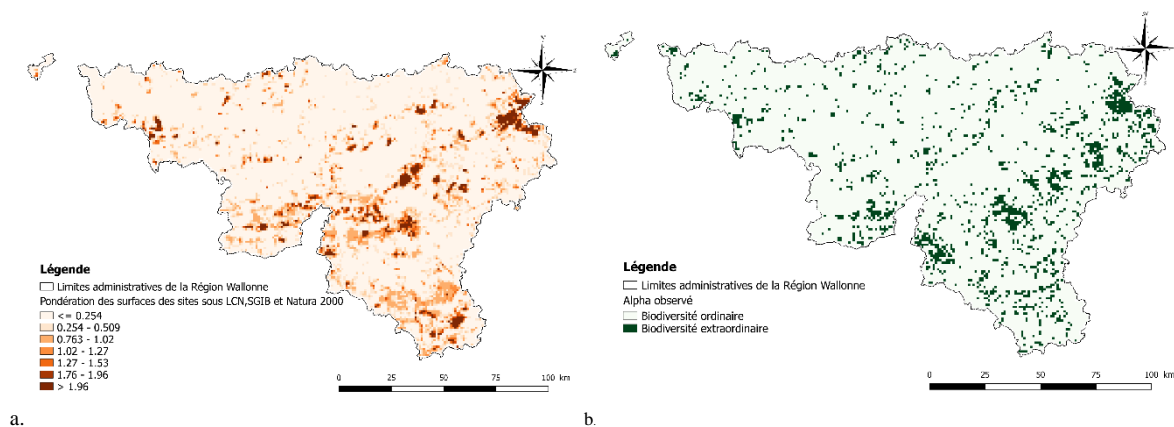 Légende
Limites administratives de la Région Wallonne
Pondération des surfaces des sites sous LCN,SGIB et Natura 2000
<= 0.254
0.254 - 0.509
0.763 - 1.02
1.02 - 1.27
1.27 - 1.53
1.76 - 1.96
> 1.96
0 25 50 75 100 km
a.
Légende
Limites administratives de la Région Wallonne
Alpha observé
Biodiversité ordinaire
Biodiversité extraordinaire
0 25 50 75 100 km
b.